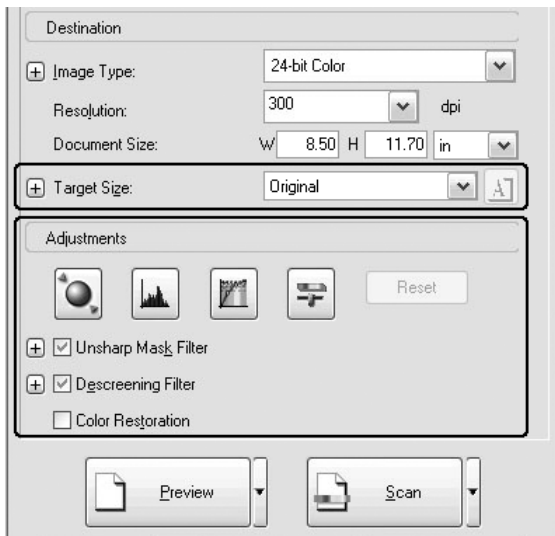 Destination
Image Type: 24-bit Color
Resolution: 300 dpi
Document Size: W 8.50 H 11.70 in
Target Size: Original A
Adjustments
Reset
Unsharp Mask Filter
Descreening Filter
Color Restoration
Preview Scan